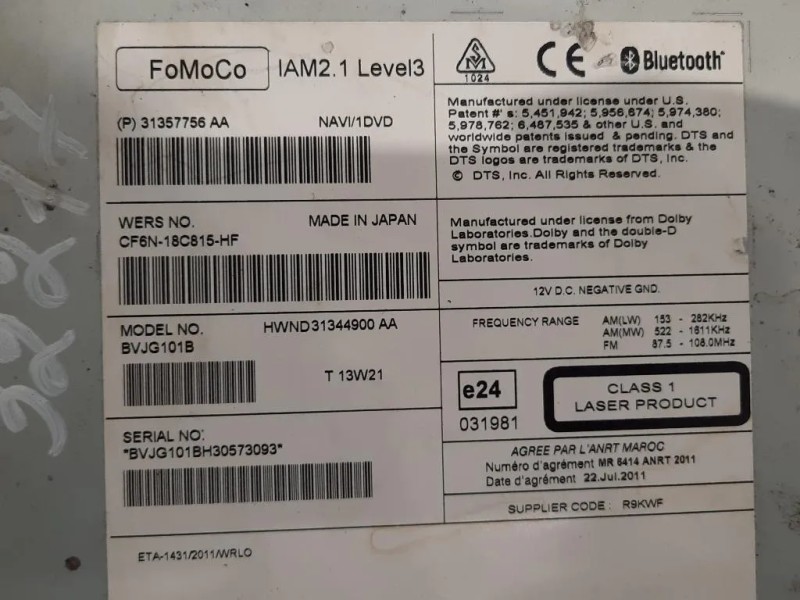 FoMoCo IAM2.1 Level3
(P) 31357756 AA NAVI/1DVD
WERS NO. MADE IN JAPAN
CF6N-18C815-HF
MODEL NO. HWND31344900 AA
BVJG101B
T 13W21
SERIAL NO:
"BVJG101BH30573093"
ETA-1431/2011/WRLO
1024
CE Bluetooth
Manufactured under license under U.S.
Patent #' s: 5,451,942; 5,956,674; 5,974,380;
5,978,762; 6,487,535 & other U.S. and
worldwide patents issued & pending. DTS and
the Symbol are registered trademarks & the
DTS logos are trademarks of DTS, Inc.
© DTS, Inc. All Rights Reserved.
Manufactured under license from Dolby
Laboratories.Dolby and the double-D
symbol are trademarks of Dolby
Laboratories.
12V D.C. NEGATIVE GND.
FREQUENCY RANGE AM(LW) 153 - 282KHz
AM(MW) 522 - 1611KHz
FM 87.5 - 108.0MHz
e24
031981
CLASS 1
LASER PRODUCT
AGREE PAR L'ANRT MAROC
Numéro d'agrément MR 6414 ANRT 2011
Date d'agrément 22.Jul.2011
SUPPLIER CODE : R9KWF